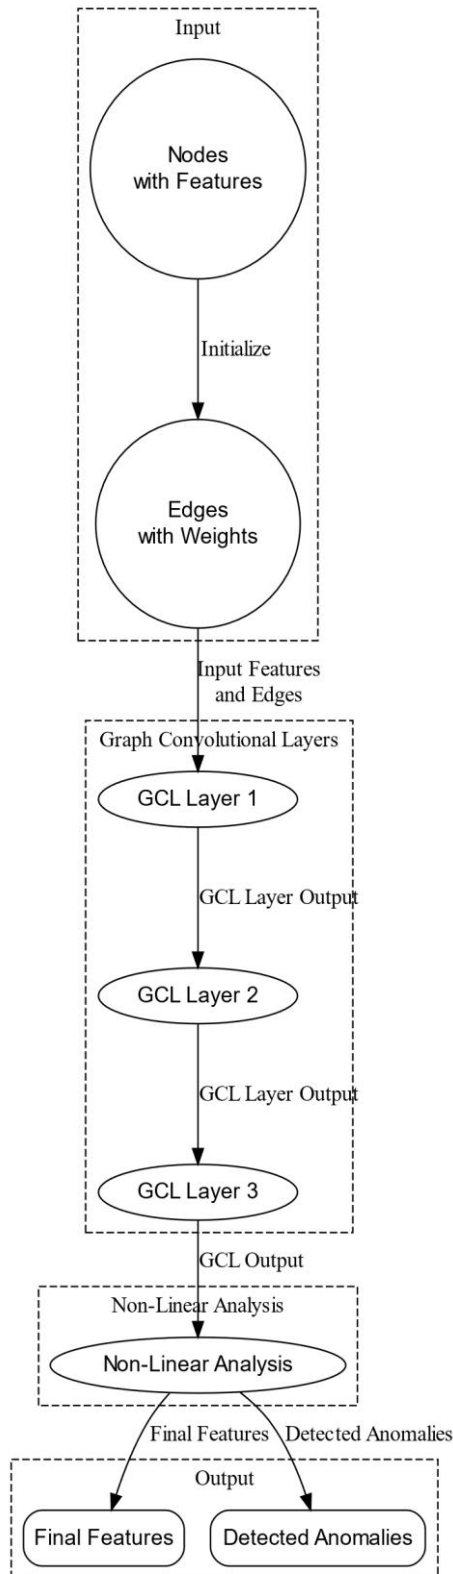 Input
Nodes
with Features
Initialize
Edges
with Weights
Input Features
and Edges
Graph Convolutional Layers
GCL Layer 1
GCL Layer Output
GCL Layer 2
GCL Layer Output
GCL Layer 3
GCL Output
Non-Linear Analysis
Non-Linear Analysis
Final Features
Detected Anomalies
Output
Final Features
Detected Anomalies